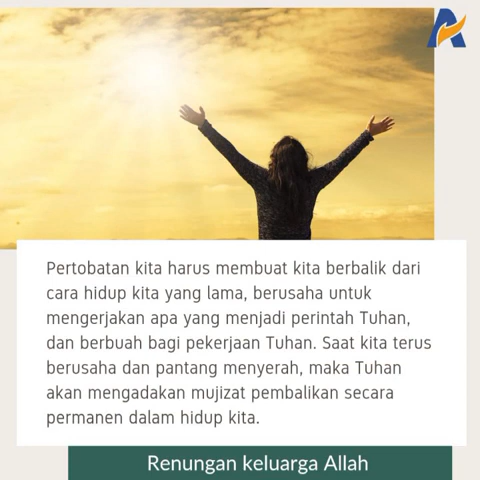 Pertobatan kita harus membuat kita berbalik dari
cara hidup kita yang lama, berusaha untuk
mengerjakan apa yang menjadi perintah Tuhan,
dan berbuah bagi pekerjaan Tuhan. Saat kita terus
berusaha dan pantang menyerah, maka Tuhan
akan mengadakan mujizat pembalikan secara
permanen dalam hidup kita.
Renungan keluarga Allah